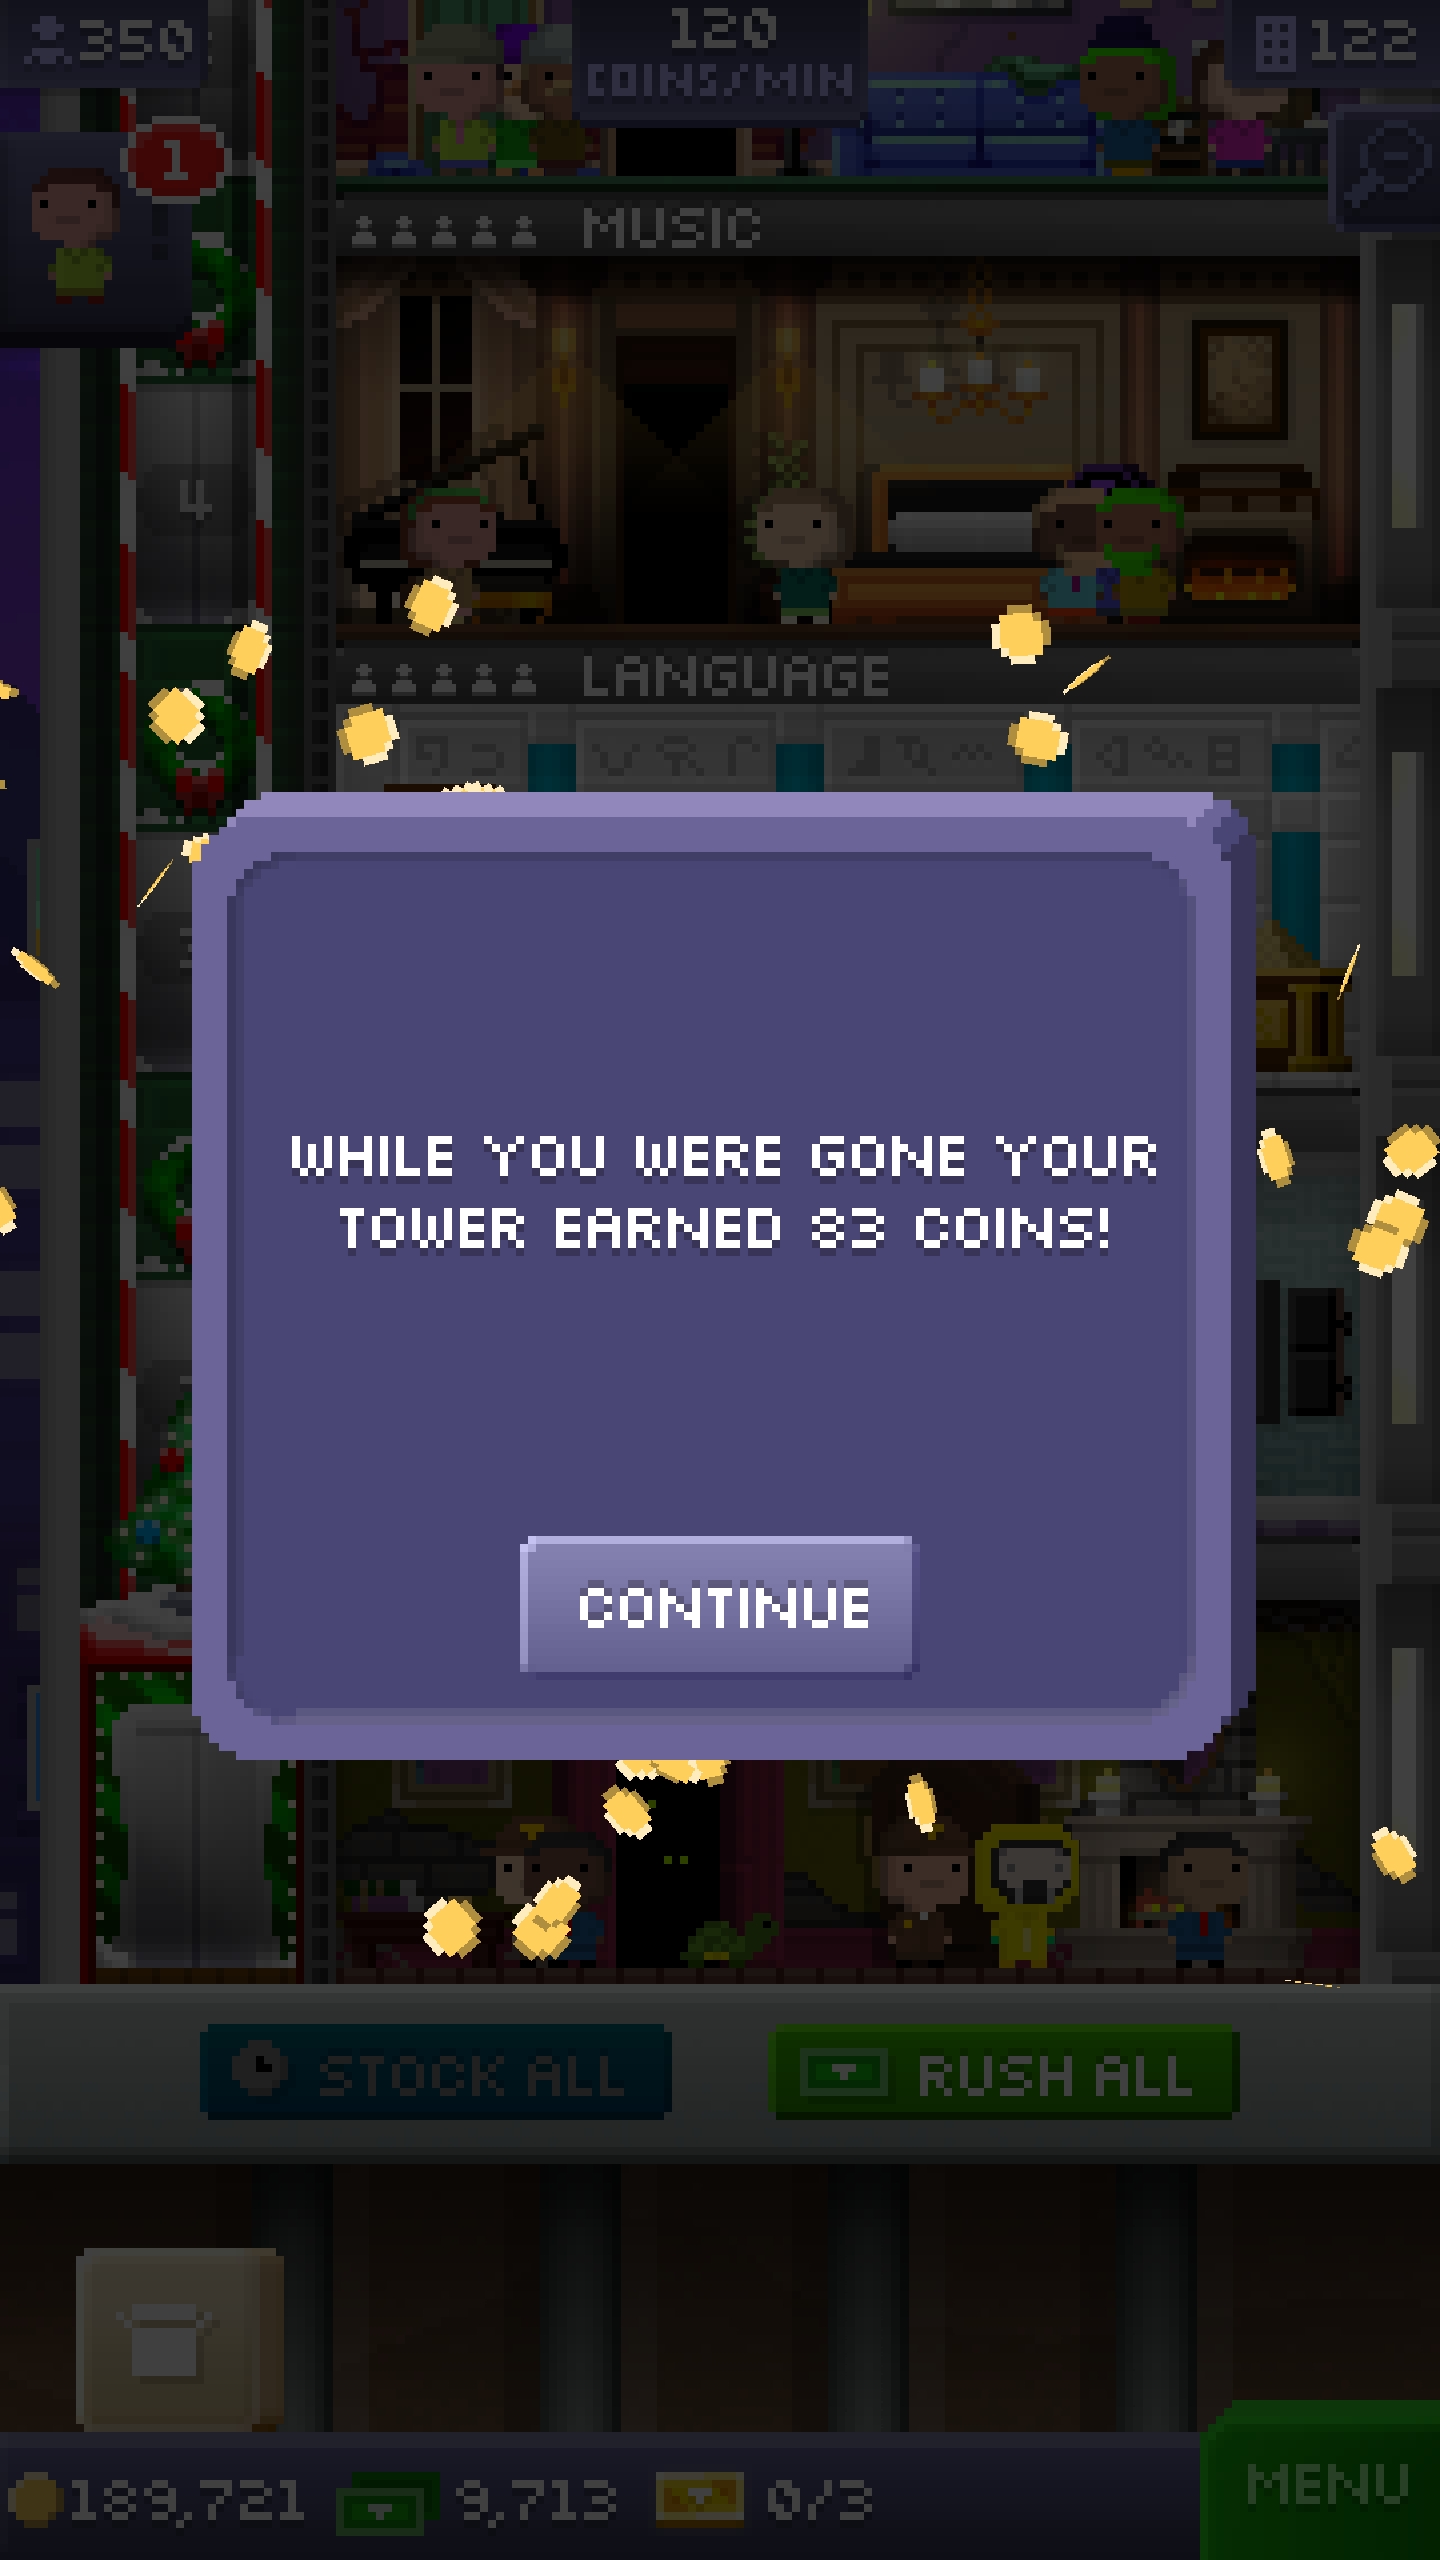 350
120
COINS/MIN
122
1
MUSIC
4
LANGUAGE
WHILE YOU WERE GONE YOUR
TOWER EARNED 83 COINS!
CONTINUE
STOCK ALL
RUSH ALL
189,721
9,713
0/3
MENU